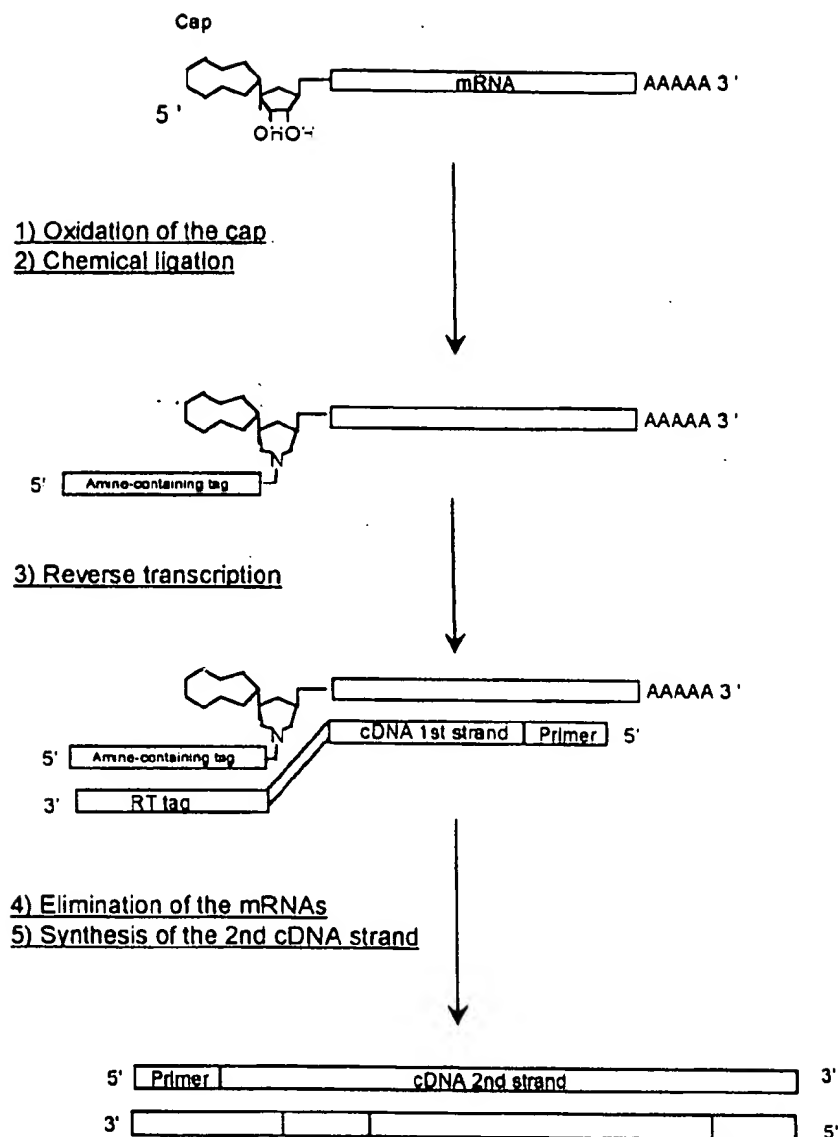 Cap
mRNA AAAAA 3 '
5 '
OHOH
1) Oxidation of the cap
2) Chemical ligation
AAAAA 3 '
N
5' Amine-containing tag
3) Reverse transcription
AAAAA 3 '
N
cDNA 1st strand Primer 5'
5' Amine-containing tag
3' RT tag
4) Elimination of the mRNAs
5) Synthesis of the 2nd cDNA strand
5' Primer cDNA 2nd strand 3'
3' 5'